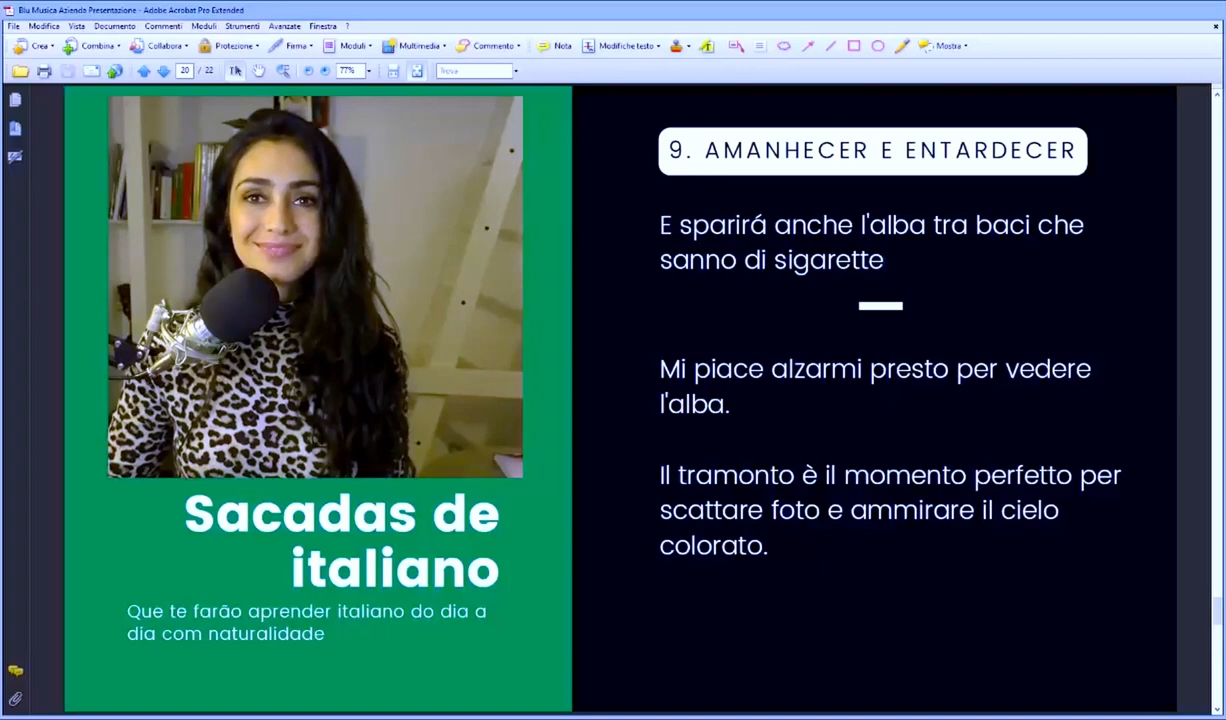 Blu Musica Azienda Presentazione - Adobe Acrobat Pro Extended
File Modifica Vista Documento Commenti Moduli Strumenti Avanzate Finestra ?
Crea Combina Collabora Protezione Firma Moduli Multimedia Commento Nota Modifiche testo Mostra
20 / 22 77% Trova
9. AMANHECER E ENTARDECER
E sparirá anche l'alba tra baci che
sanno di sigarette
Mi piace alzarmi presto per vedere
l'alba.
Il tramonto è il momento perfetto per
scattare foto e ammirare il cielo
colorato.
Sacadas de
italiano
Que te farão aprender italiano do dia a
dia com naturalidade